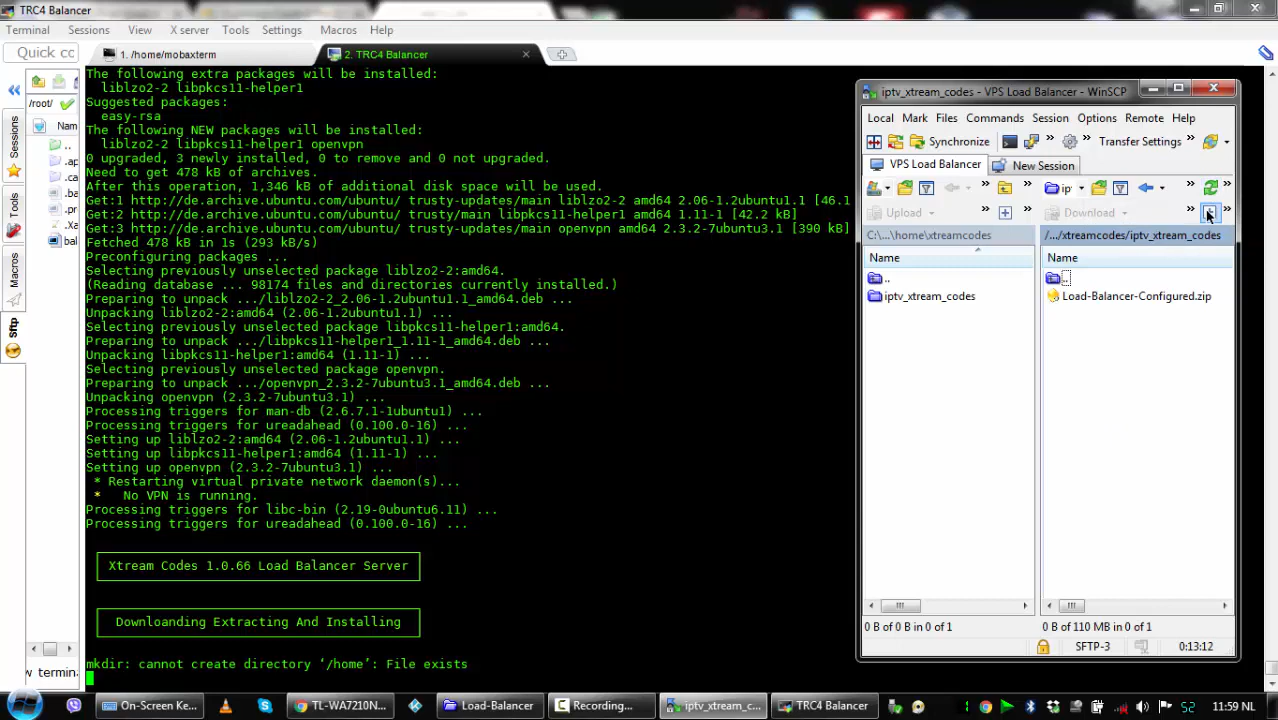 TRC4 Balancer
Terminal Sessions View X server Tools Settings Macros Help
Quick cc
1. /home/mobaxterm
2. TRC4 Balancer
/root/
Nam
..
.ap
.ca
.ba
.pr
.ss
bal
Sessions
Tools
Macros
Sftp
w termin
The following extra packages will be installed:
liblzo2-2 libpkcs11-helper1
Suggested packages:
easy-rsa
The following NEW packages will be installed:
liblzo2-2 libpkcs11-helper1 openvpn
0 upgraded, 3 newly installed, 0 to remove and 0 not upgraded.
Need to get 478 kB of archives.
After this operation, 1,346 kB of additional disk space will be used.
Get:1 http://de.archive.ubuntu.com/ubuntu/ trusty-updates/main liblzo2-2 amd64 2.06-1.2ubuntu1.1 [46.1
Get:2 http://de.archive.ubuntu.com/ubuntu/ trusty/main libpkcs11-helper1 amd64 1.11-1 [42.2 kB]
Get:3 http://de.archive.ubuntu.com/ubuntu/ trusty-updates/main openvpn amd64 2.3.2-7ubuntu3.1 [390 kB]
Fetched 478 kB in 1s (293 kB/s)
Preconfiguring packages ...
Selecting previously unselected package liblzo2-2:amd64.
(Reading database ... 98174 files and directories currently installed.)
Preparing to unpack .../liblzo2-2_2.06-1.2ubuntu1.1_amd64.deb ...
Unpacking liblzo2-2:amd64 (2.06-1.2ubuntu1.1) ...
Selecting previously unselected package libpkcs11-helper1:amd64.
Preparing to unpack .../libpkcs11-helper1_1.11-1_amd64.deb ...
Unpacking libpkcs11-helper1:amd64 (1.11-1) ...
Selecting previously unselected package openvpn.
Preparing to unpack .../openvpn_2.3.2-7ubuntu3.1_amd64.deb ...
Unpacking openvpn (2.3.2-7ubuntu3.1) ...
Processing triggers for man-db (2.6.7.1-1ubuntu1) ...
Processing triggers for ureadahead (0.100.0-16) ...
Setting up liblzo2-2:amd64 (2.06-1.2ubuntu1.1) ...
Setting up libpkcs11-helper1:amd64 (1.11-1) ...
Setting up openvpn (2.3.2-7ubuntu3.1) ...
* Restarting virtual private network daemon(s)...
* No VPN is running.
Processing triggers for libc-bin (2.19-0ubuntu6.11) ...
Processing triggers for ureadahead (0.100.0-16) ...
Xtream Codes 1.0.66 Load Balancer Server
Downloanding Extracting And Installing
mkdir: cannot create directory ‘/home’: File exists
iptv_xtream_codes - VPS Load Balancer - WinSCP
Local Mark Files Commands Session Options Remote Help
Synchronize Transfer Settings
VPS Load Balancer New Session
ip
Upload Download
C:\...\home\xtreamcodes /.../xtreamcodes/iptv_xtream_codes
Name Name
.. ..
iptv_xtream_codes Load-Balancer-Configured.zip
0 B of 0 B in 0 of 1 0 B of 110 MB in 0 of 1
SFTP-3 0:13:12
On-Screen Ke... TL-WA7210N... Load-Balancer Recording... iptv_xtream_c... TRC4 Balancer 11:59 NL